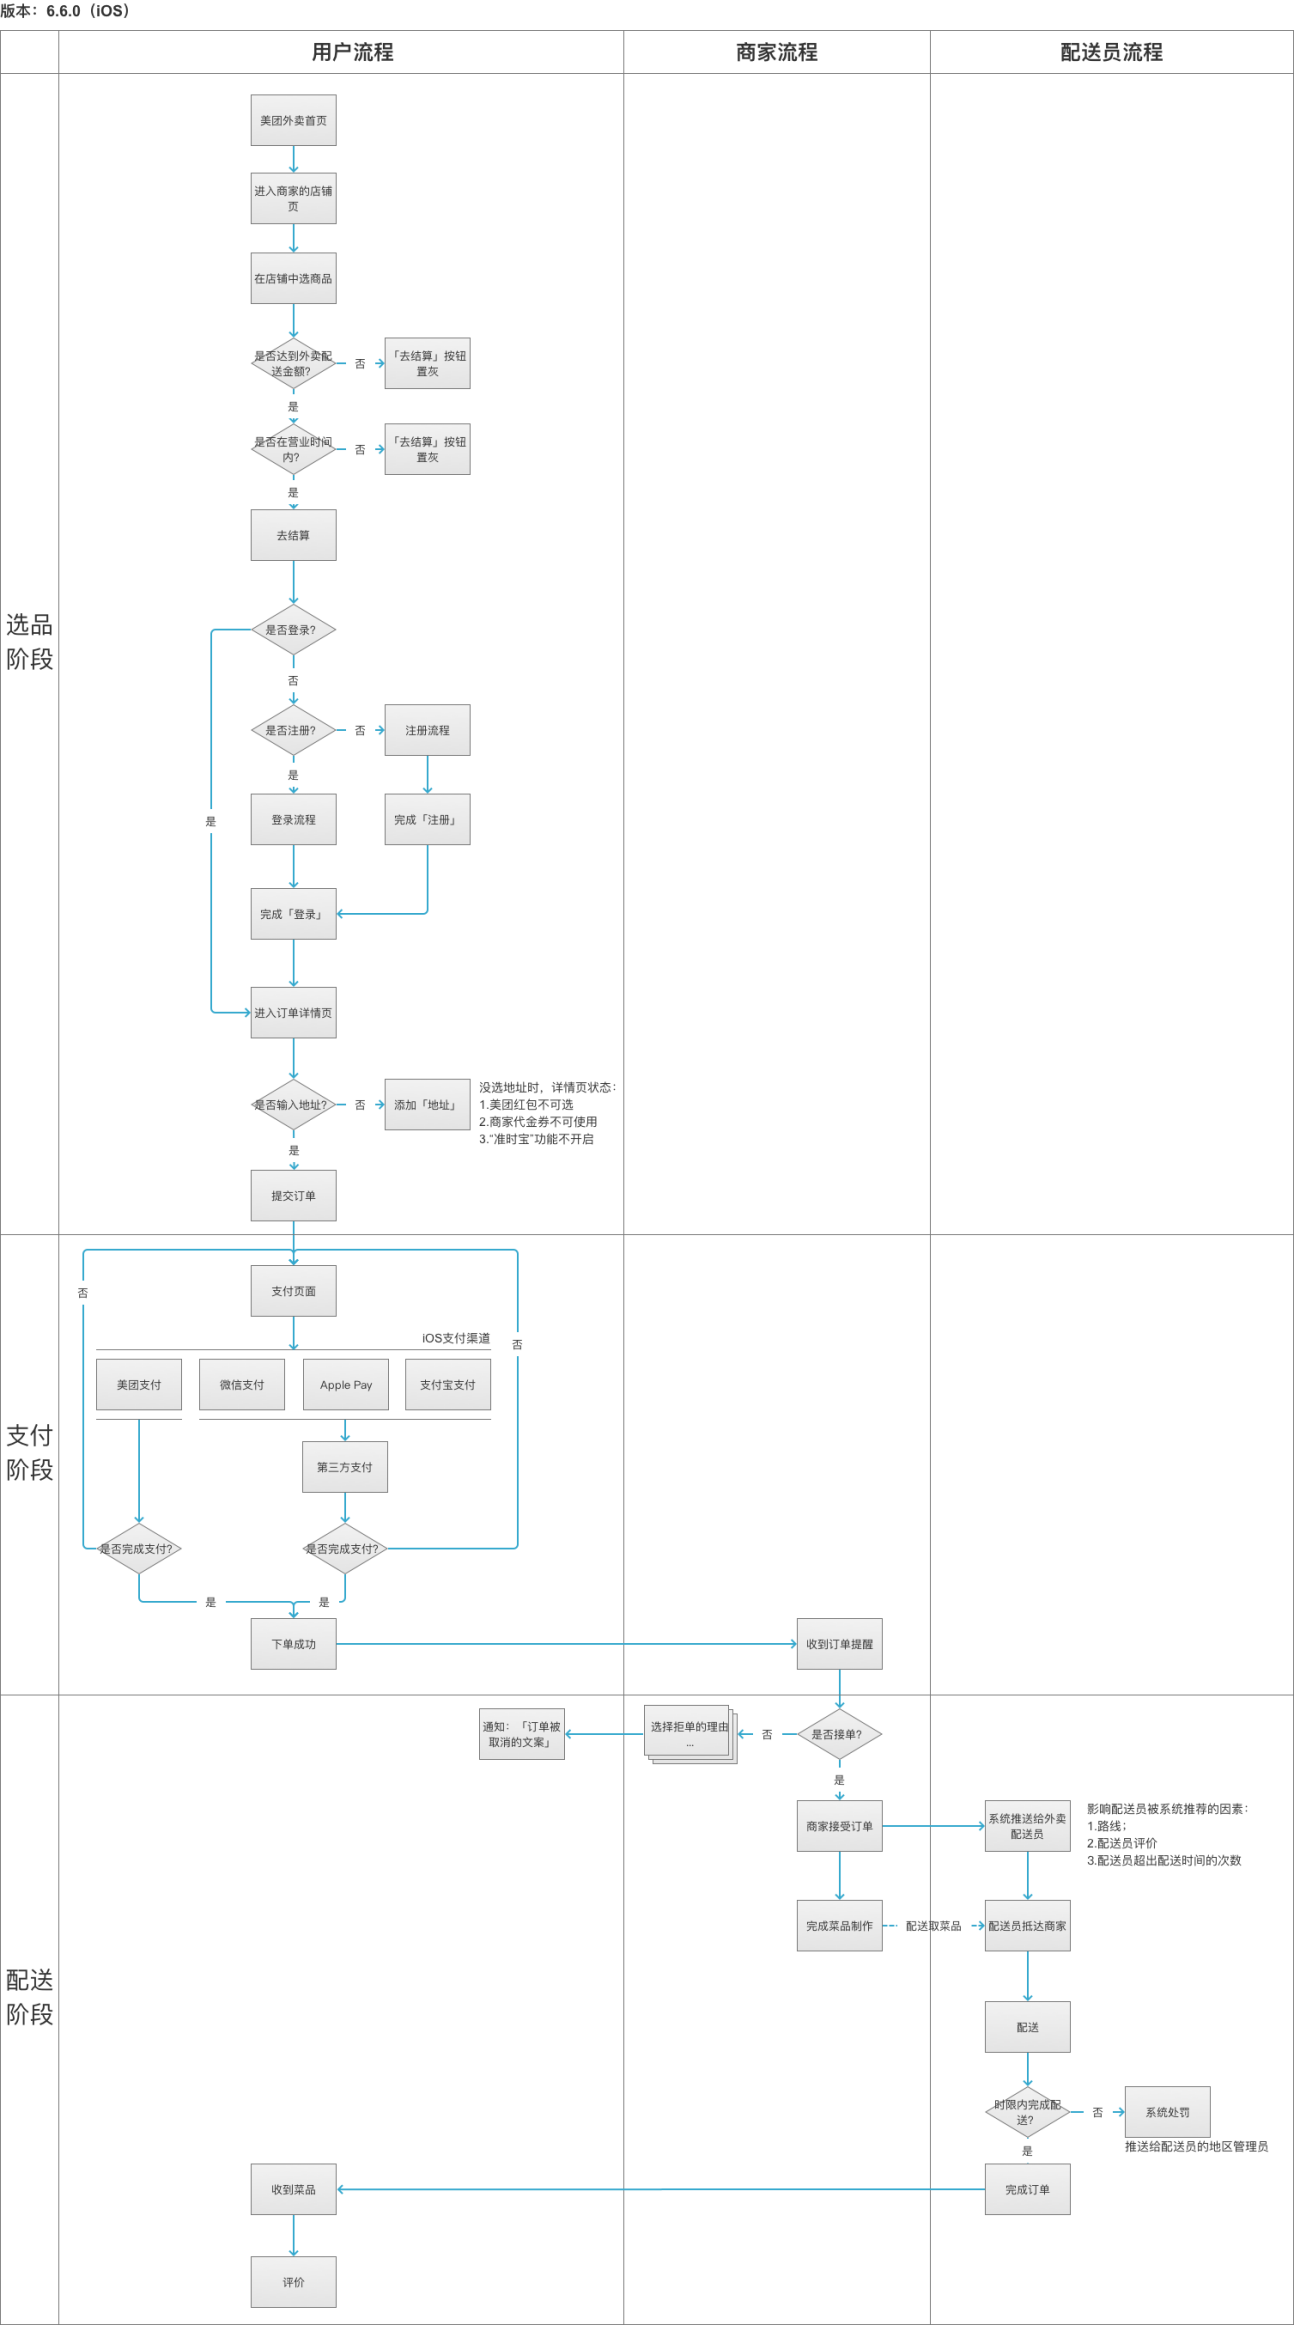 版本：6.6.0（iOS）
用户流程
商家流程
配送员流程
选品
阶段
美团外卖首页
进入商家的店铺
页
在店铺中选商品
是否达到外卖配
送金额?
否
「去结算」按钮
置灰
是
是否在营业时间
内?
否
「去结算」按钮
置灰
是
去结算
是否登录?
否
是
是否注册?
否
注册流程
是
登录流程
完成「注册」
完成「登录」
进入订单详情页
是否输入地址?
否
添加「地址」
没选地址时，详情页状态：
1.美团红包不可选
2.商家代金券不可使用
3.“准时宝”功能不开启
是
提交订单
支付
阶段
支付页面
否
否
iOS支付渠道
美团支付
微信支付
Apple Pay
支付宝支付
第三方支付
是否完成支付?
是否完成支付?
是
是
下单成功
收到订单提醒
配送
阶段
通知：「订单被
取消的文案」
选择拒单的理由
...
否
是否接单?
是
商家接受订单
系统推送给外卖
配送员
影响配送员被系统推荐的因素：
1.路线；
2.配送员评价
3.配送员超出配送时间的次数
完成菜品制作
配送取菜品
配送员抵达商家
配送
时限内完成配
送?
否
系统处罚
推送给配送员的地区管理员
是
完成订单
收到菜品
评价